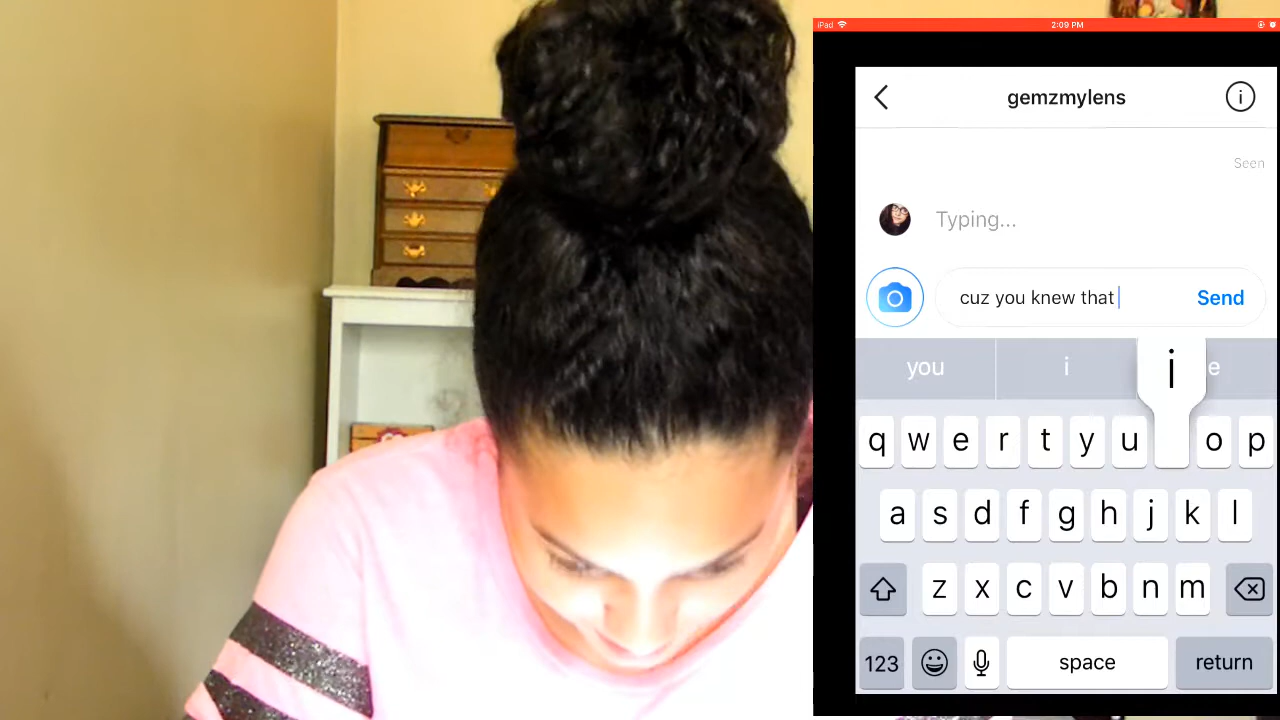 iPad 2:09 PM
gemzmylens
Seen
Typing...
cuz you knew that
Send
you i e
i
q w e r t y u o p
a s d f g h j k l
z x c v b n m
123 space return